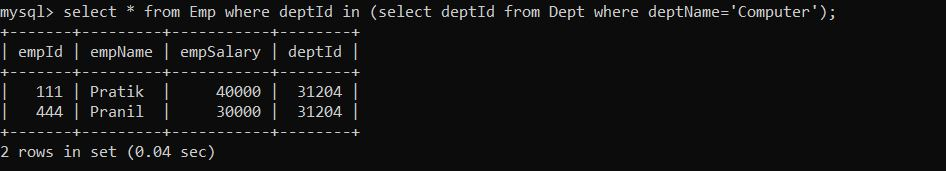 mysql> select * from Emp where deptId in (select deptId from Dept where deptName='Computer');
+-------+---------+-----------+--------+
| empId | empName | empSalary | deptId |
+-------+---------+-----------+--------+
|   111 | Pratik  |     40000 |  31204 |
|   444 | Pranil  |     30000 |  31204 |
+-------+---------+-----------+--------+
2 rows in set (0.04 sec)